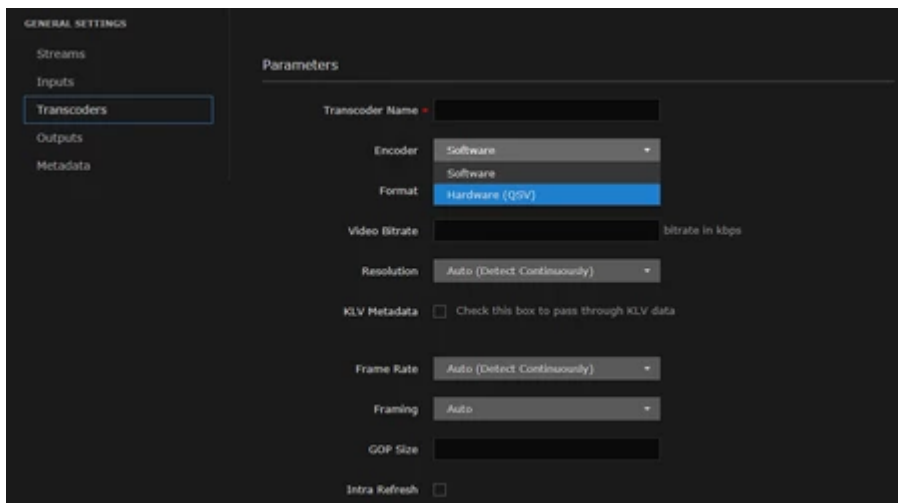 GENERAL SETTINGS
Streams
Inputs
Transcoders
Outputs
Metadata
Parameters
Transcoder Name *
Encoder Software
Software
Format Hardware (QSV)
Video Bitrate bitrate in kbps
Resolution Auto (Detect Continuously)
KLV Metadata Check this box to pass through KLV data
Frame Rate Auto (Detect Continuously)
Framing Auto
GOP Size
Intra Refresh